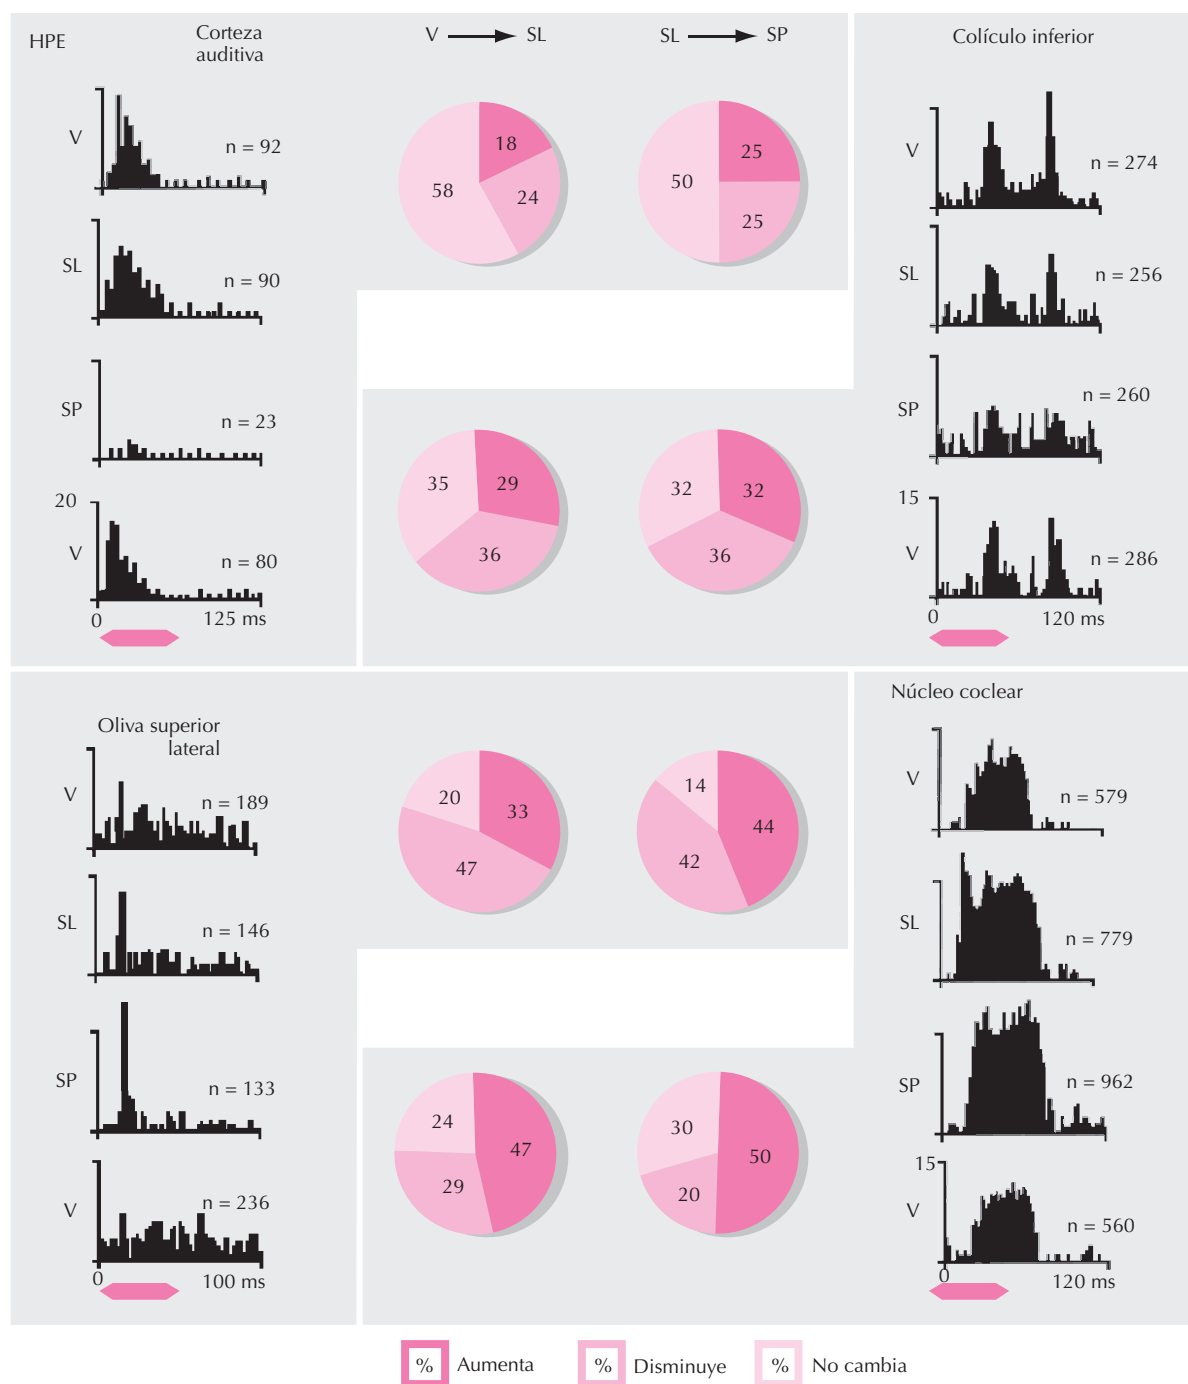 HPE
Corteza
auditiva
V
n = 92
SL
n = 90
SP
n = 23
20
V
n = 80
0
125 ms
V SL
SL SP
18
24
58
25
25
50
29
36
35
32
36
32
Colículo inferior
V
n = 274
SL
n = 256
SP
n = 260
15
V
n = 286
0
120 ms
Oliva superior
lateral
V
n = 189
SL
n = 146
SP
n = 133
V
n = 236
0
100 ms
20
33
47
14
44
42
24
47
29
30
50
20
Núcleo coclear
V
n = 579
SL
n = 779
SP
n = 962
15
V
n = 560
0
120 ms
% Aumenta
% Disminuye
% No cambia